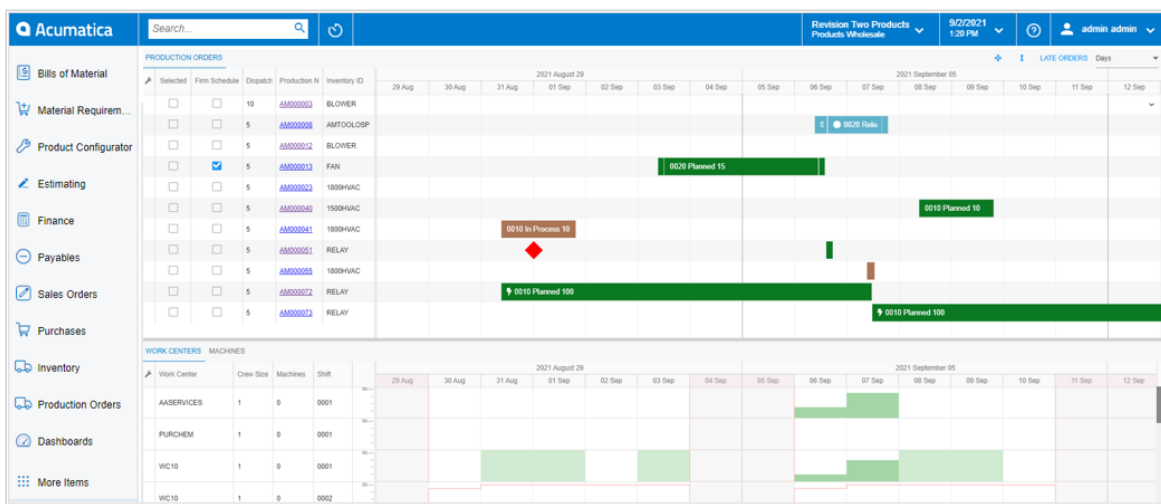 Acumatica
Search...
Revision Two Products
Products Wholesale
9/2/2021
1:20 PM
admin admin
Bills of Material
Material Requirem...
Product Configurator
Estimating
Finance
Payables
Sales Orders
Purchases
Inventory
Production Orders
Dashboards
More Items
PRODUCTION ORDERS
LATE ORDERS Days
Selected Firm Schedule Dispatch Production N Inventory ID
2021 August 29 2021 September 05
29 Aug 30 Aug 31 Aug 01 Sep 02 Sep 03 Sep 04 Sep 05 Sep 06 Sep 07 Sep 08 Sep 09 Sep 10 Sep 11 Sep 12 Sep
10 AM000003 BLOWER
5 AM000008 AMTOOLOSP 0020 Rele
5 AM000012 BLOWER
5 AM000013 FAN 0020 Planned 15
5 AM000023 1800HVAC
5 AM000040 1500HVAC 0010 Planned 10
5 AM000041 1800HVAC 0010 In Process 10
5 AM000051 RELAY
5 AM000055 1800HVAC
5 AM000072 RELAY 0010 Planned 100
5 AM000073 RELAY 0010 Planned 100
WORK CENTERS MACHINES
Work Center Crew Size Machines Shift
2021 August 29 2021 September 05
29 Aug 30 Aug 31 Aug 01 Sep 02 Sep 03 Sep 04 Sep 05 Sep 06 Sep 07 Sep 08 Sep 09 Sep 10 Sep 11 Sep 12 Sep
AASERVICES 1 0 0001
PURCHEM 1 0 0001
WC10 1 0 0001
WC10 1 0 0002